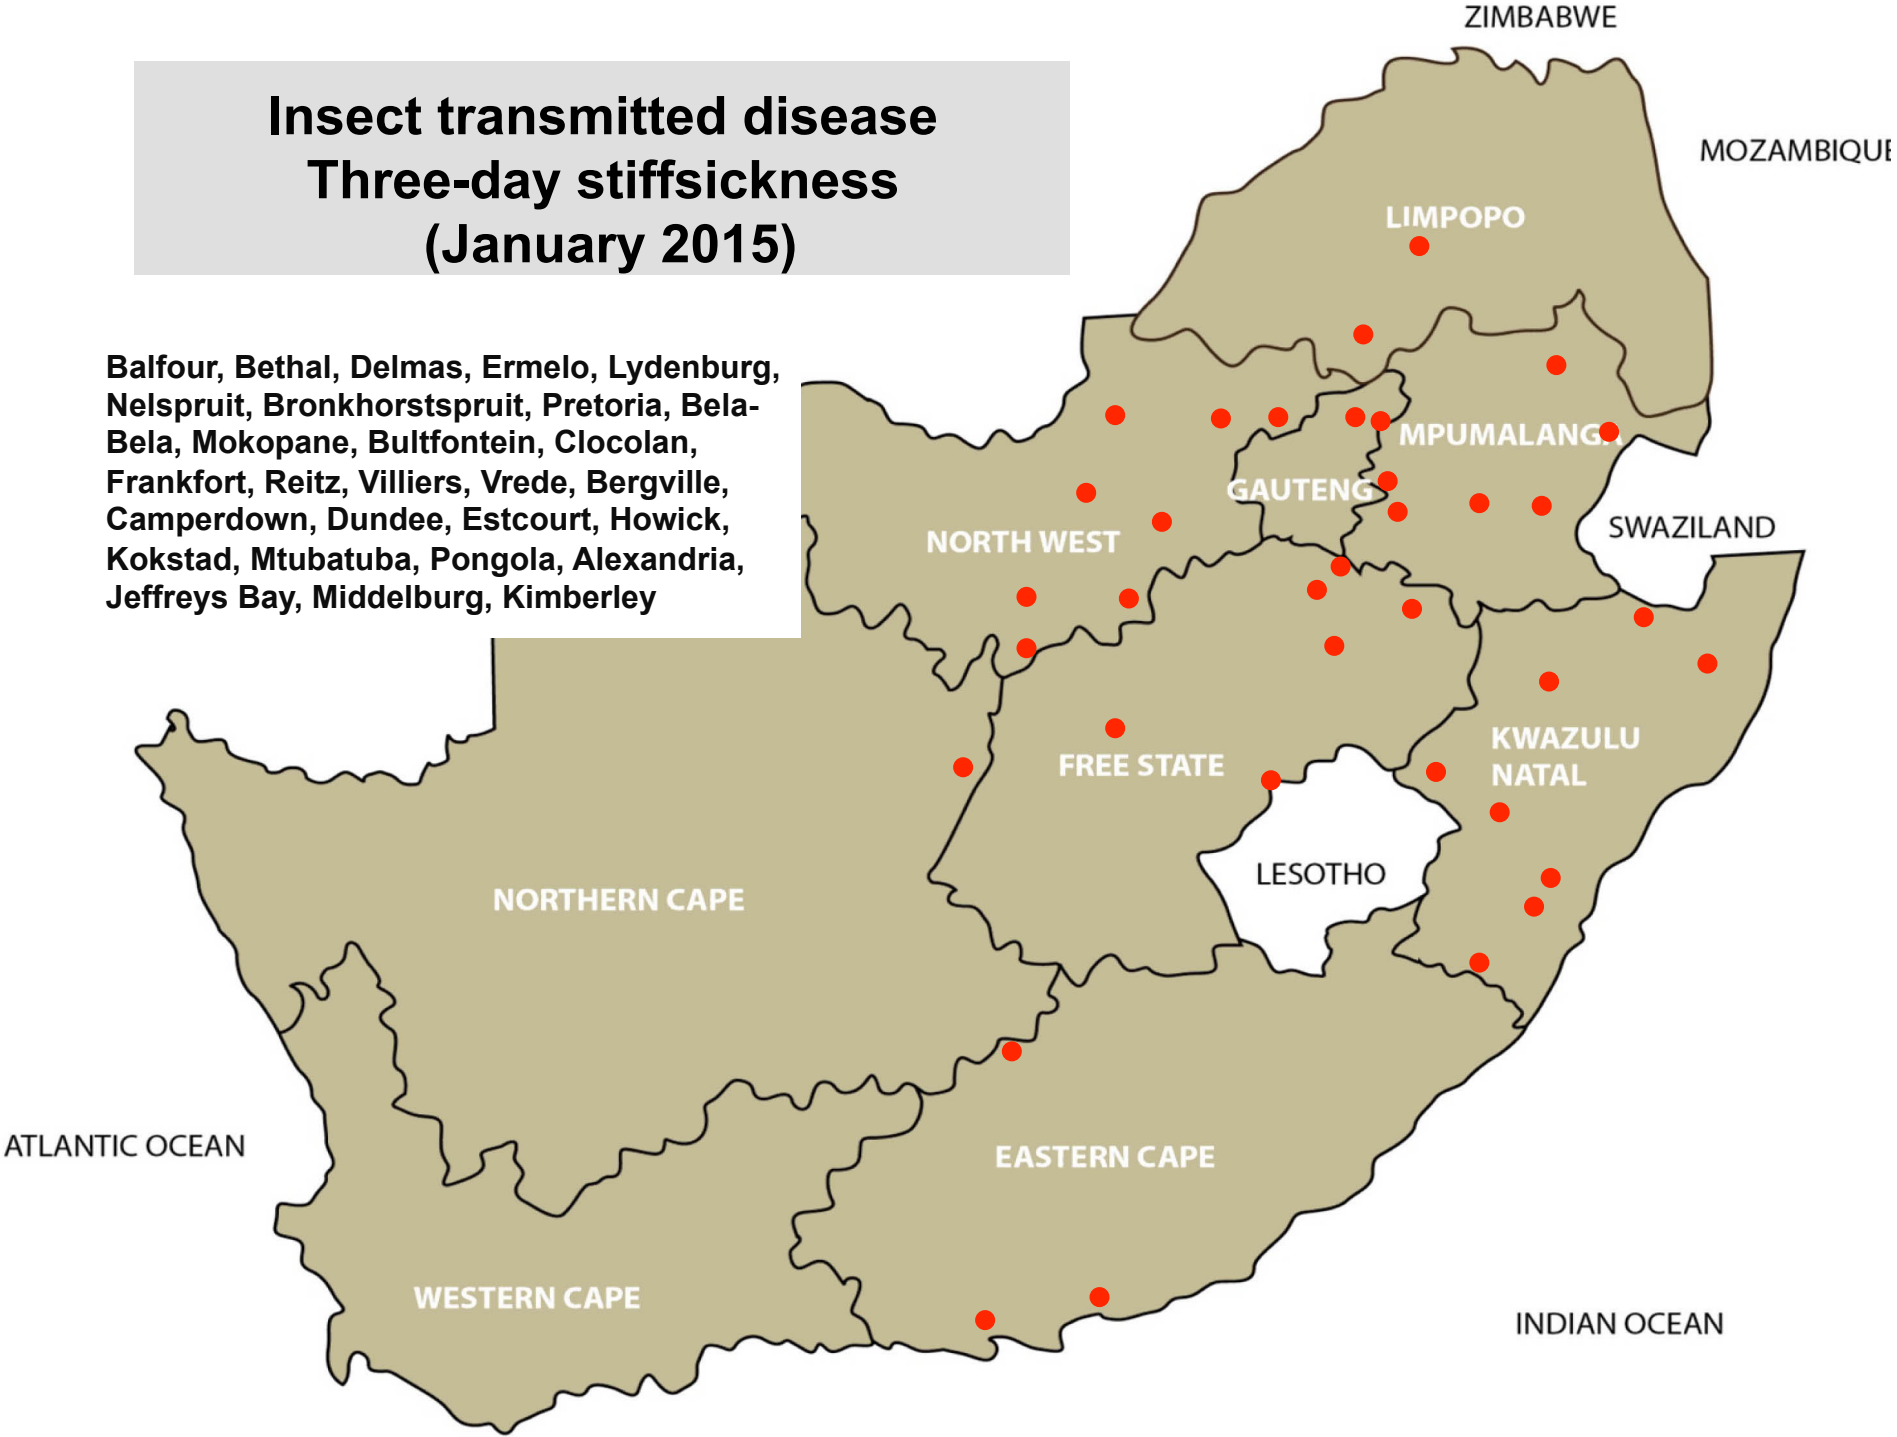 ZIMBABWE
Insect transmitted disease
Three-day stiffsickness
(January 2015)
MOZAMBIQUE
LIMPOPO
Balfour, Bethal, Delmas, Ermelo, Lydenburg,
Nelspruit, Bronkhorstspruit, Pretoria, Bela-
Bela, Mokopane, Bultfontein, Clocolan,
Frankfort, Reitz, Villiers, Vrede, Bergville,
Camperdown, Dundee, Estcourt, Howick,
Kokstad, Mtubatuba, Pongola, Alexandria,
Jeffreys Bay, Middelburg, Kimberley
MPUMALANGA
GAUTENG
SWAZILAND
NORTH WEST
KWAZULU
NATAL
FREE STATE
LESOTHO
NORTHERN CAPE
ATLANTIC OCEAN
EASTERN CAPE
WESTERN CAPE
INDIAN OCEAN